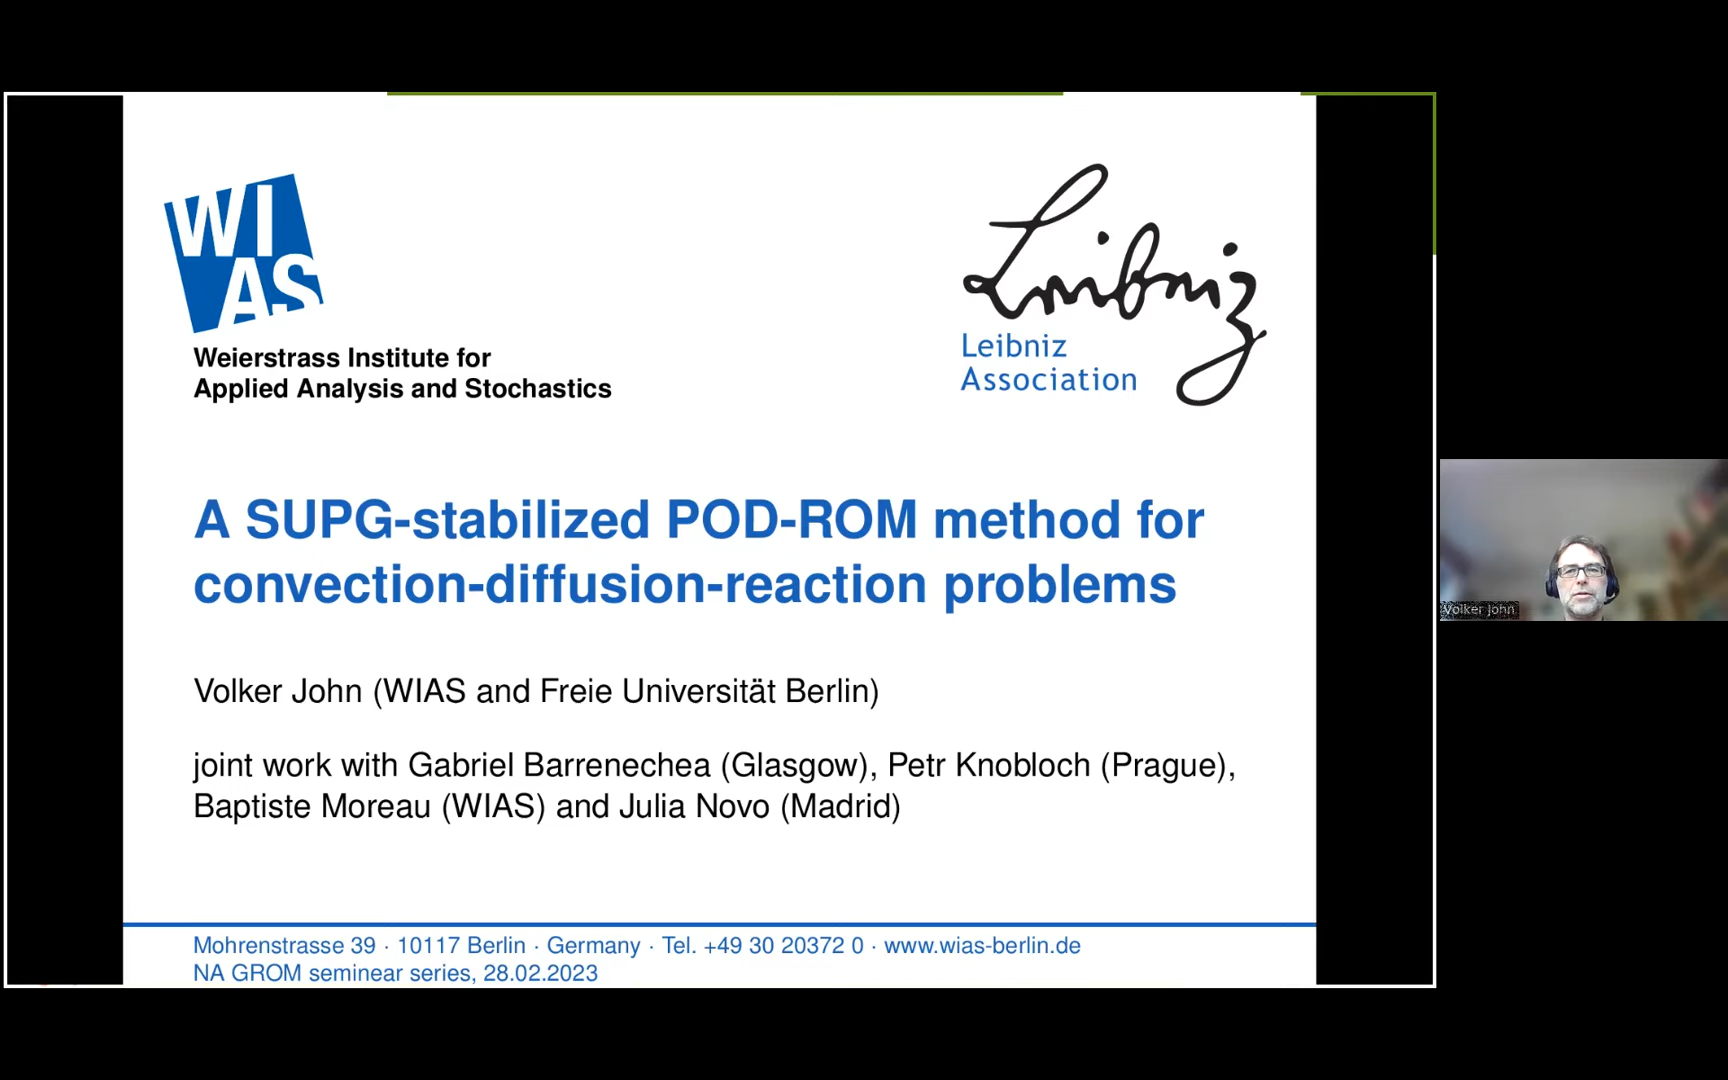 WI
AS
Weierstrass Institute for
Applied Analysis and Stochastics
Leibniz
Leibniz
Association
A SUPG-stabilized POD-ROM method for
convection-diffusion-reaction problems
Volker John (WIAS and Freie Universität Berlin)
joint work with Gabriel Barrenechea (Glasgow), Petr Knobloch (Prague),
Baptiste Moreau (WIAS) and Julia Novo (Madrid)
Mohrenstrasse 39 · 10117 Berlin · Germany · Tel. +49 30 20372 0 · www.wias-berlin.de
NA GROM seminear series, 28.02.2023
Volker John